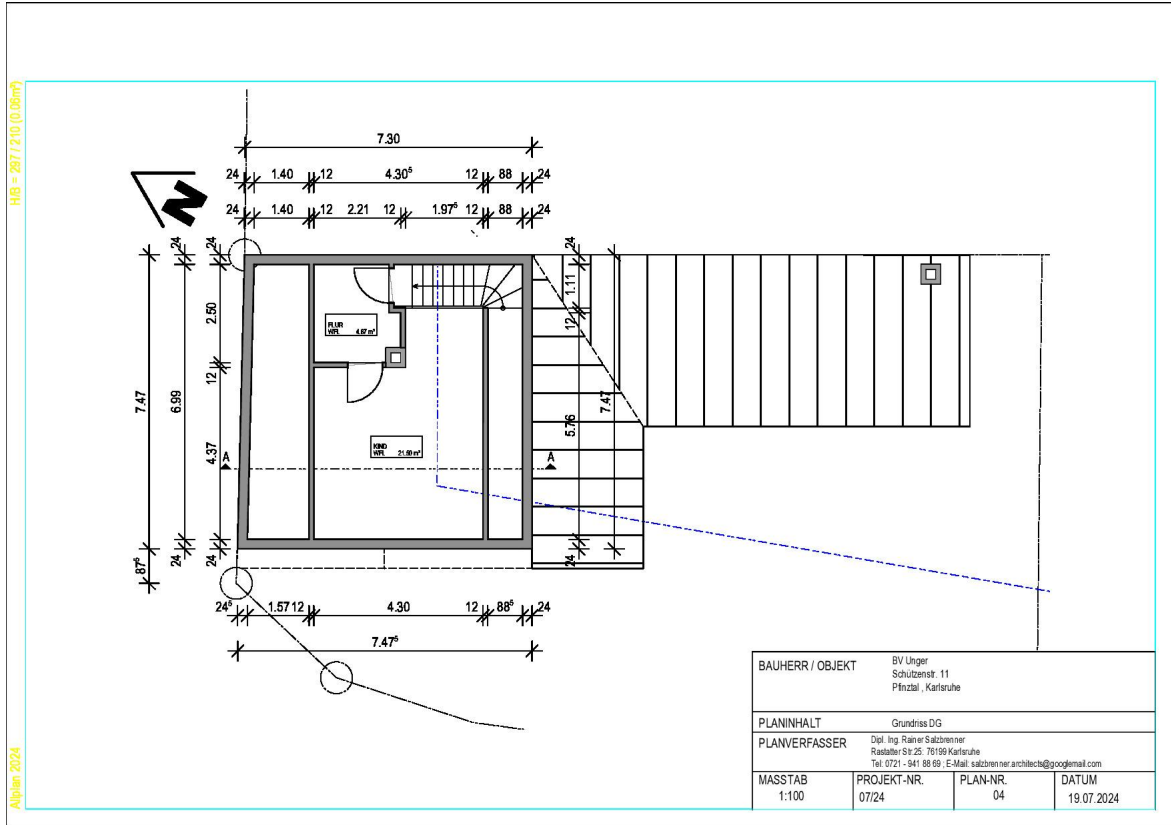 H/B = 297 / 210 (0.06m²)
7.30
24 1.40 12 4.30⁵ 12 88 24
24 1.40 12 2.21 12 1.97⁵ 12 88 24
N
24 24 24
2.50 1.11
12
FLUR
WFL 4.67 m²
12
7.47 6.99 5.76 7.47
4.37
KIND
WFL 21.50 m²
A A
24 24 24
87⁵
24⁵ 1.57 12 4.30 12 88⁵ 24
7.47⁵
BAUHERR / OBJEKT BV Unger
Schützenstr. 11
Pfinztal , Karlsruhe
PLANINHALT Grundriss DG
PLANVERFASSER Dipl. Ing. Rainer Salzbrenner
Rastatter Str.25. 76199 Karlsruhe
Tel: 0721 - 941 88 69 ; E-Mail: salzbrenner.architects@googlemail.com
MASSTAB PROJEKT-NR. PLAN-NR. DATUM
1:100 07/24 04 19.07.2024
Allplan 2024